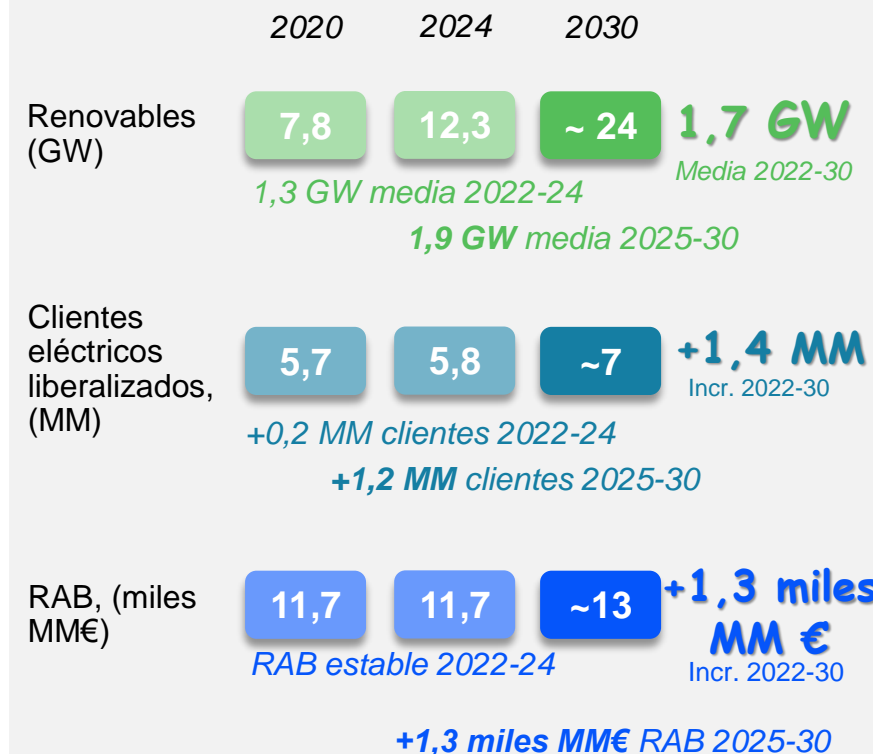 2020 2024 2030
Renovables
(GW)
7,8 12,3 ~ 24
1,7 GW
Media 2022-30
1,3 GW media 2022-24
1,9 GW media 2025-30
Clientes
eléctricos
liberalizados,
(MM)
5,7 5,8 ~7
+1,4 MM
Incr. 2022-30
+0,2 MM clientes 2022-24
+1,2 MM clientes 2025-30
RAB, (miles
MM€)
11,7 11,7 ~13
+1,3 miles
MM €
Incr. 2022-30
RAB estable 2022-24
+1,3 miles MM€ RAB 2025-30